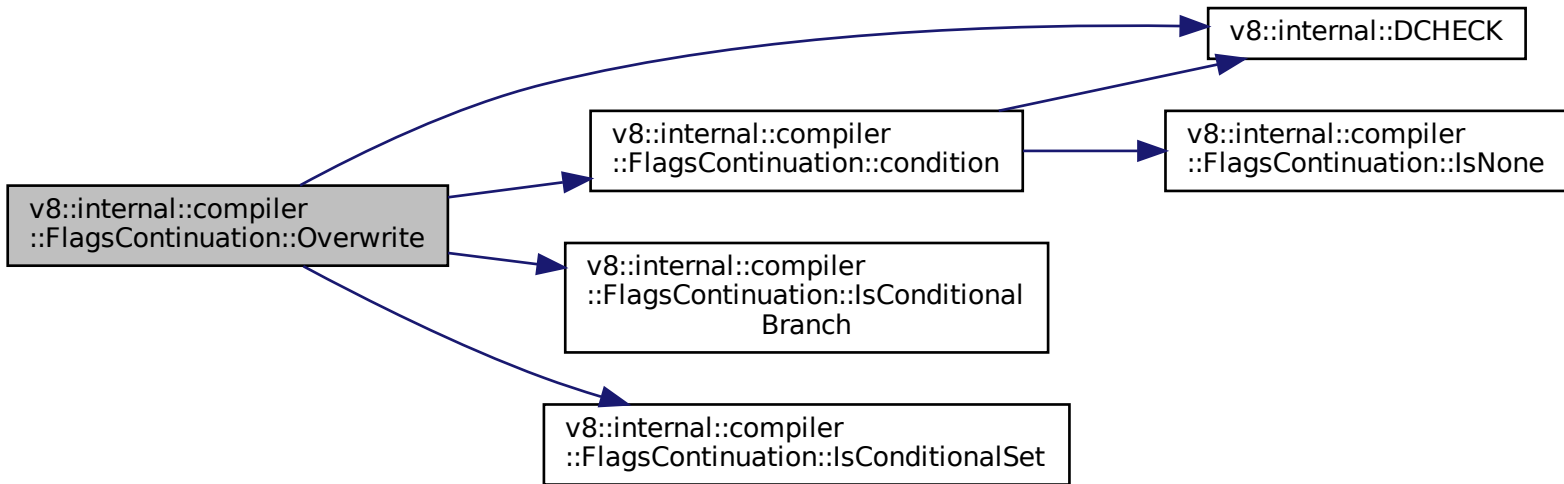 v8::internal::DCHECK
v8::internal::compiler
::FlagsContinuation::condition
v8::internal::compiler
::FlagsContinuation::IsNone
v8::internal::compiler
::FlagsContinuation::Overwrite
v8::internal::compiler
::FlagsContinuation::IsConditional
Branch
v8::internal::compiler
::FlagsContinuation::IsConditionalSet